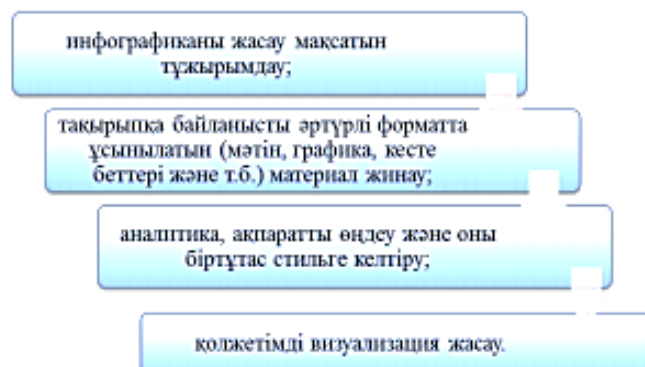 инфографиканы жасау мақсатын
тұжырымдау;
тақырыпқа байланысты әртүрлі форматта
ұсынылатын (мәтін, графика, кесте
беттері және т.б.) материал жинау;
аналитика, ақпаратты өңдеу және оны
біртұтас стильге келтіру;
қолжетімді визуализация жасау.